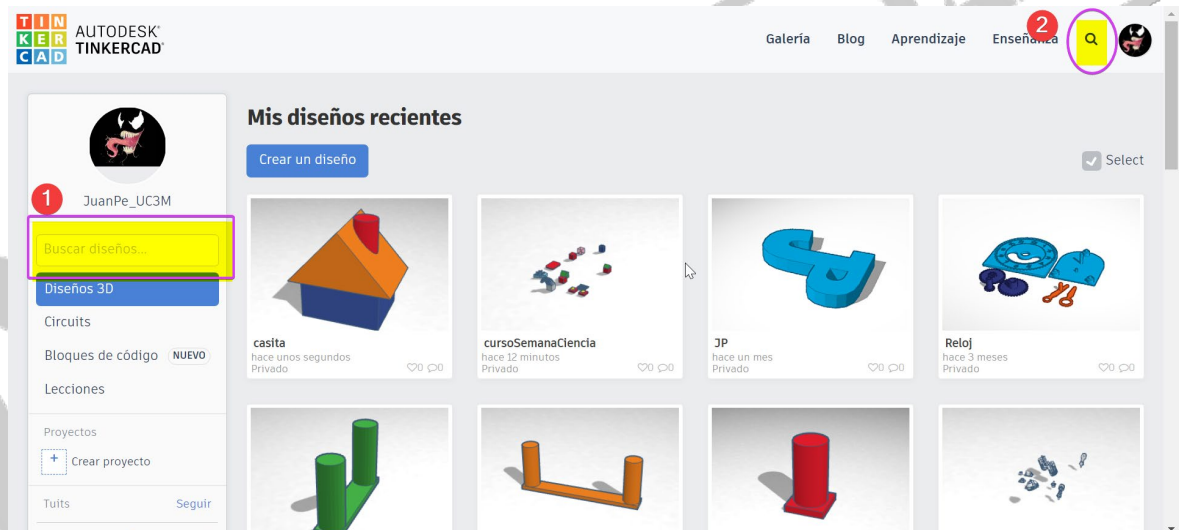 TIN
KER
CAD
AUTODESK®
TINKERCAD®
Galería Blog Aprendizaje Enseñanza
2
Mis diseños recientes
Crear un diseño
Select
1
JuanPe_UC3M
Buscar diseños...
Diseños 3D
Circuits
Bloques de código NUEVO
Lecciones
Proyectos
+ Crear proyecto
Tuits Seguir
casita
hace unos segundos
Privado 0 0
cursoSemanaCiencia
hace 12 minutos
Privado 0 0
JP
hace un mes
Privado 0 0
Reloj
hace 3 meses
Privado 0 0